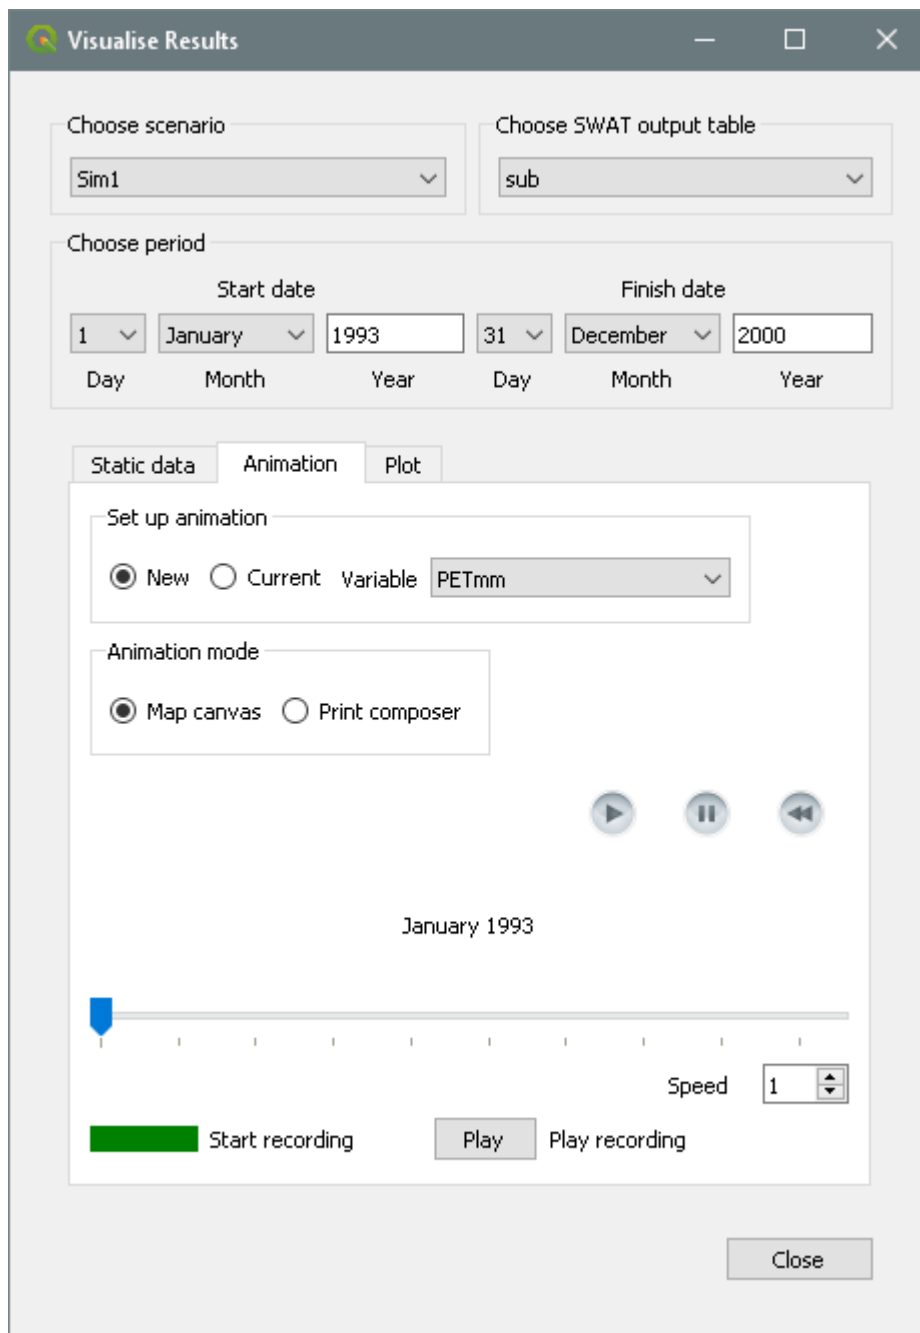 Visualise Results
Choose scenario
Choose SWAT output table
Sim1
sub
Choose period
Start date
Finish date
1 January 1993 31 December 2000
Day Month Year Day Month Year
Static data Animation Plot
Set up animation
New Current Variable PETmm
Animation mode
Map canvas Print composer
January 1993
Speed 1
Start recording Play Play recording
Close